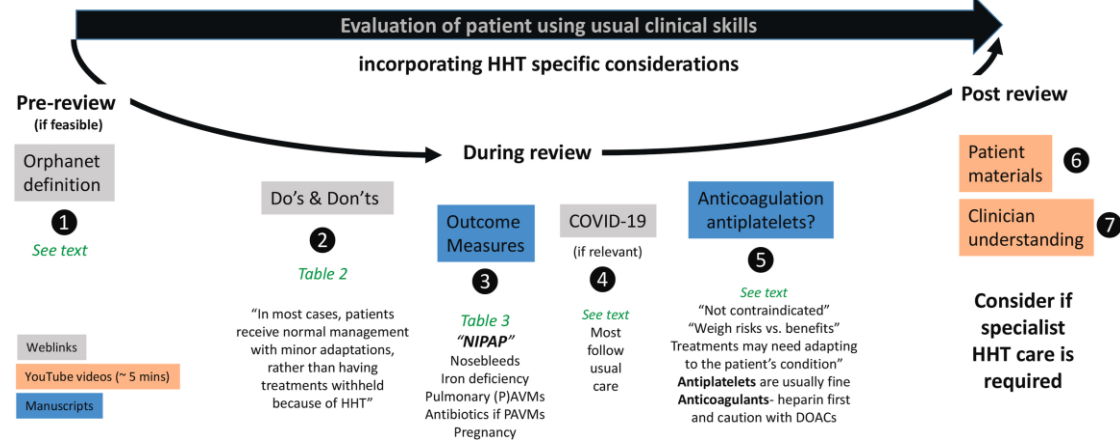 Evaluation of patient using usual clinical skills
incorporating HHT specific considerations
Pre-review
(if feasible)
Orphanet
definition
1
See text
During review
Do's & Don'ts
2
Table 2
“In most cases, patients
receive normal management
with minor adaptations,
rather than having
treatments withheld
because of HHT”
Outcome
Measures
3
Table 3
“NIPAP”
Nosebleeds
Iron deficiency
Pulmonary (P)AVMs
Antibiotics if PAVMs
Pregnancy
COVID-19
(if relevant)
4
See text
Most
follow
usual
care
Anticoagulation
antiplatelets?
5
See text
“Not contraindicated”
“Weigh risks vs. benefits”
Treatments may need adapting
to the patient’s condition”
Antiplatelets are usually fine
Anticoagulants- heparin first
and caution with DOACs
Post review
Patient
materials
6
Clinician
understanding
7
Consider if
specialist
HHT care is
required
Weblinks
YouTube videos (~ 5 mins)
Manuscripts